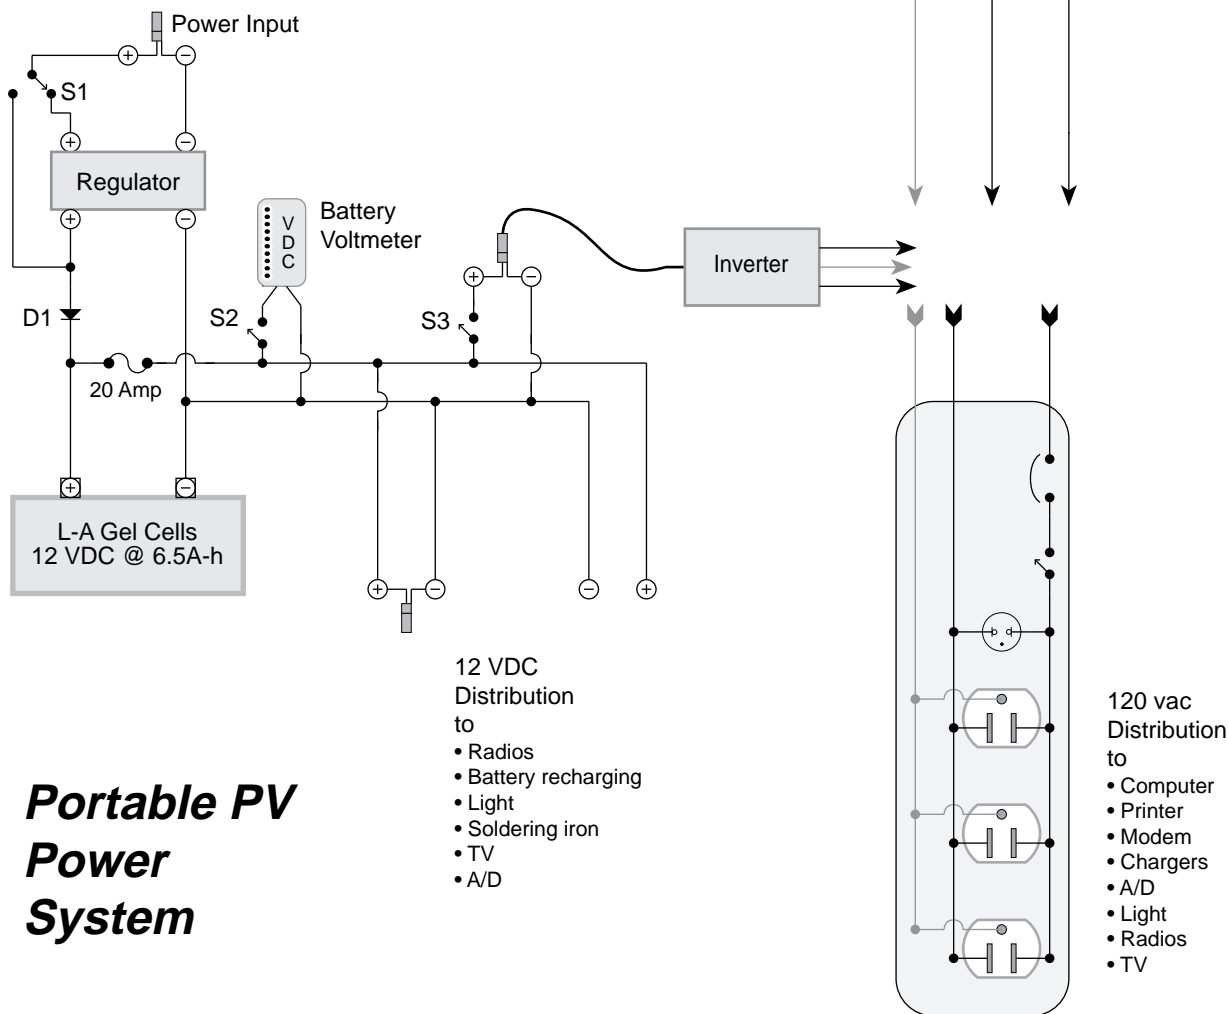 Power Input
S1
Regulator
Battery
Voltmeter
V
D
C
Inverter
D1
S2
S3
20 Amp
L-A Gel Cells
12 VDC @ 6.5A-h
12 VDC
Distribution
to
• Radios
• Battery recharging
• Light
• Soldering iron
• TV
• A/D
120 vac
Distribution
to
• Computer
• Printer
• Modem
• Chargers
• A/D
• Light
• Radios
• TV
Portable PV
Power
System